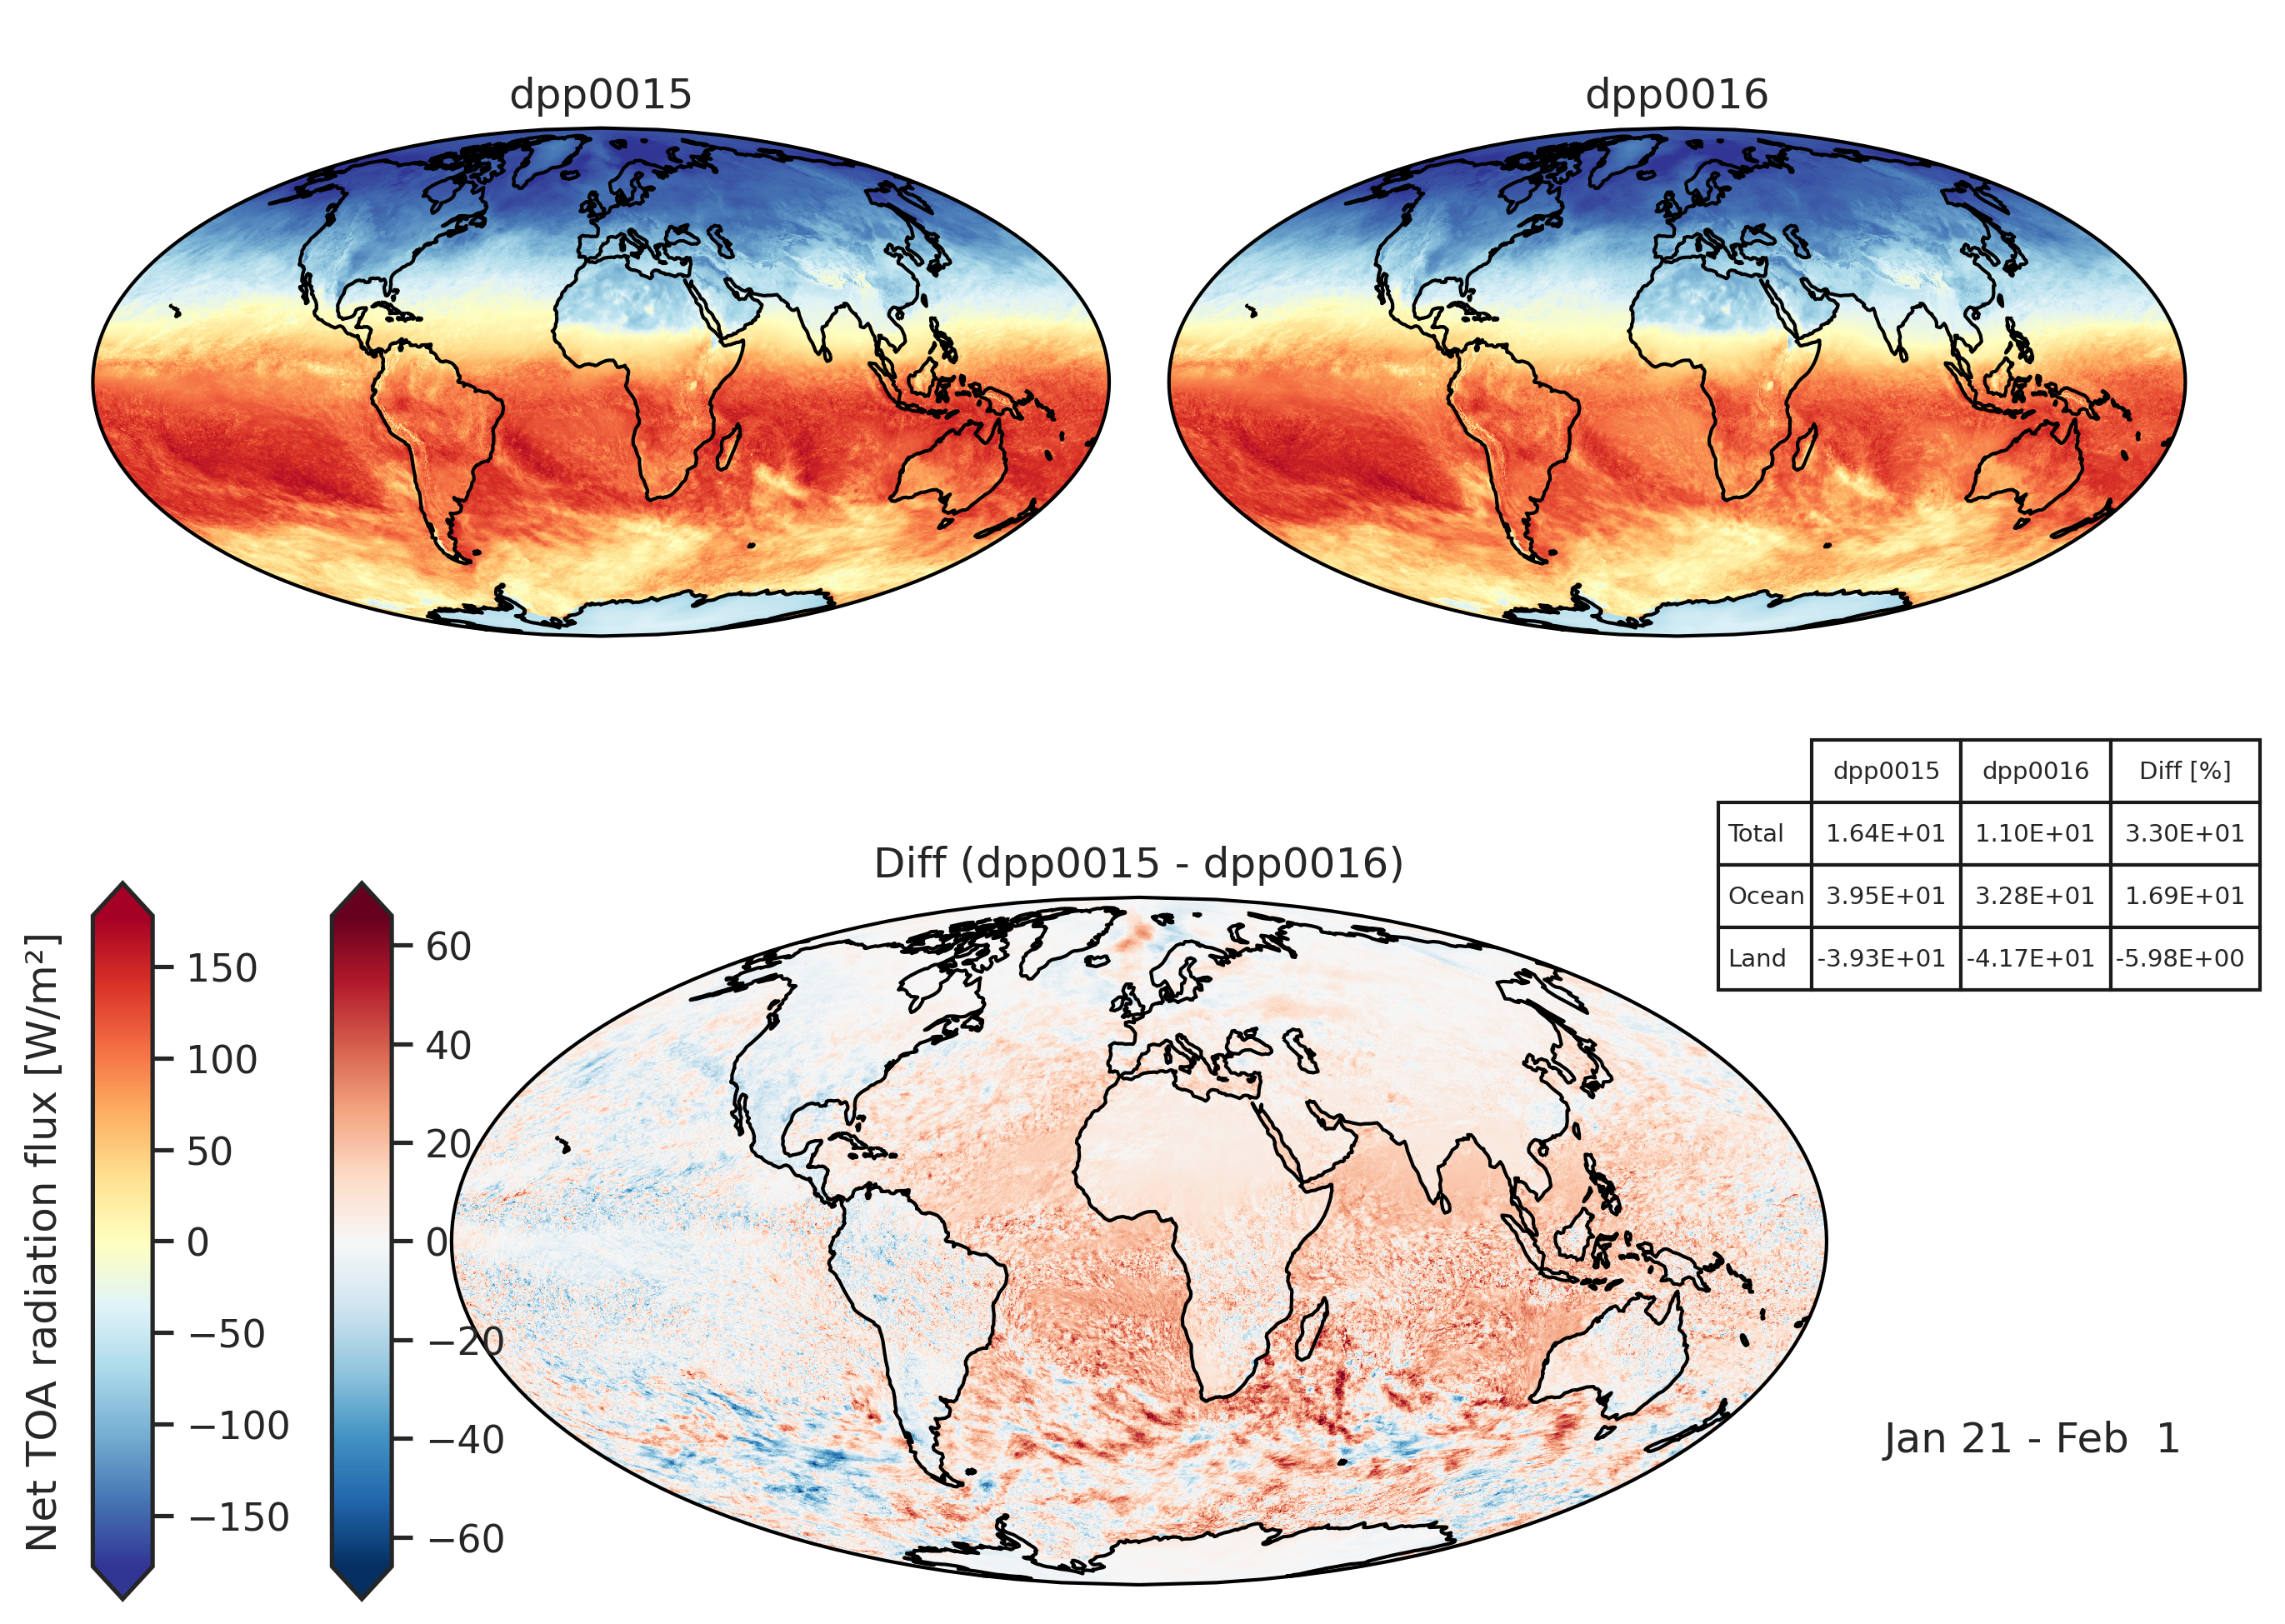 dpp0015
dpp0016
dpp0015 dpp0016 Diff [%]
Total 1.64E+01 1.10E+01 3.30E+01
Ocean 3.95E+01 3.28E+01 1.69E+01
Land -3.93E+01 -4.17E+01 -5.98E+00
Diff (dpp0015 - dpp0016)
Net TOA radiation flux [W/m²]
150
100
50
0
−50
−100
−150
60
40
20
0
−20
−40
−60
Jan 21 - Feb  1